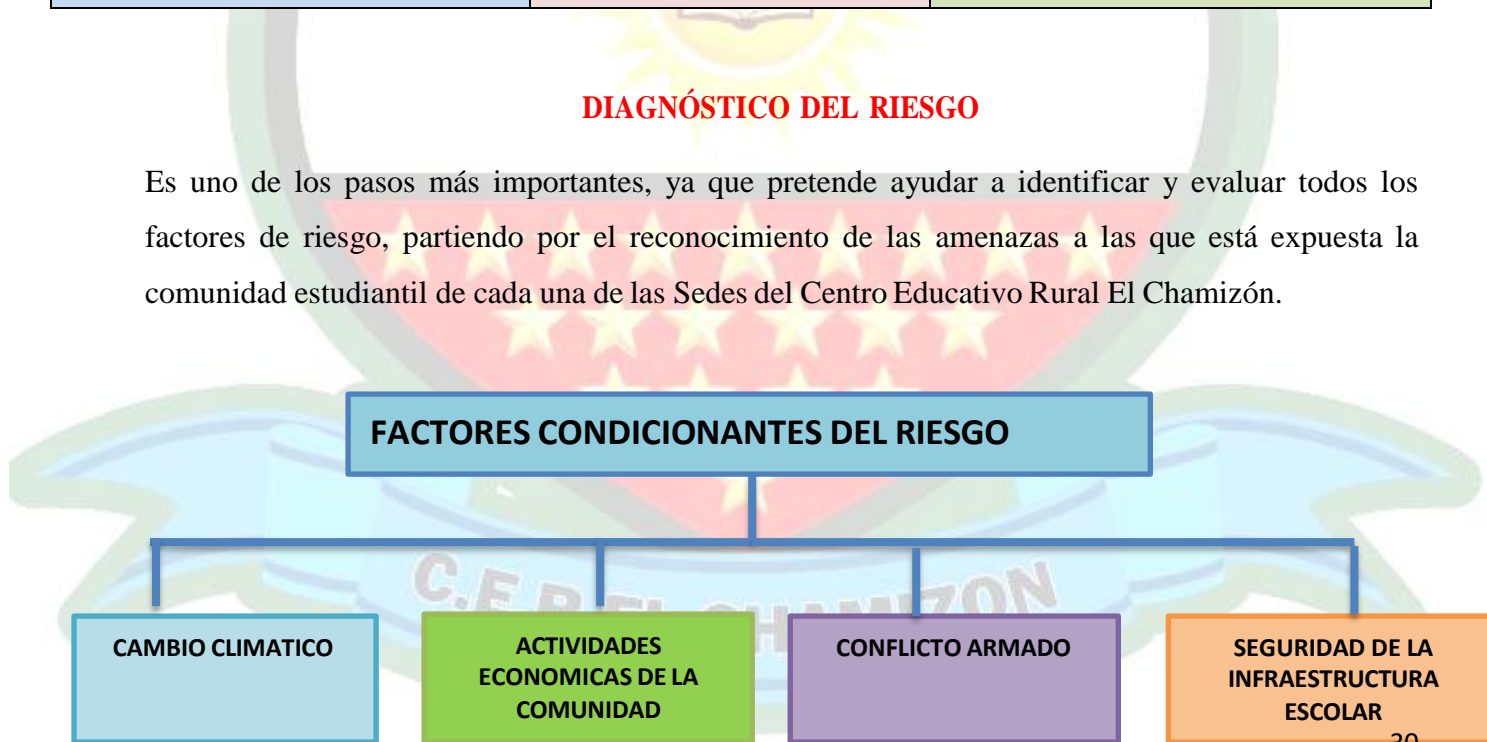 DIAGNÓSTICO DEL RIESGO
Es uno de los pasos más importantes, ya que pretende ayudar a identificar y evaluar todos los
factores de riesgo, partiendo por el reconocimiento de las amenazas a las que está expuesta la
comunidad estudiantil de cada una de las Sedes del Centro Educativo Rural El Chamizón.
FACTORES CONDICIONANTES DEL RIESGO
C.E.R EL CHAMIZON
CAMBIO CLIMATICO
ACTIVIDADES
ECONOMICAS DE LA
COMUNIDAD
CONFLICTO ARMADO
SEGURIDAD DE LA
INFRAESTRUCTURA
ESCOLAR